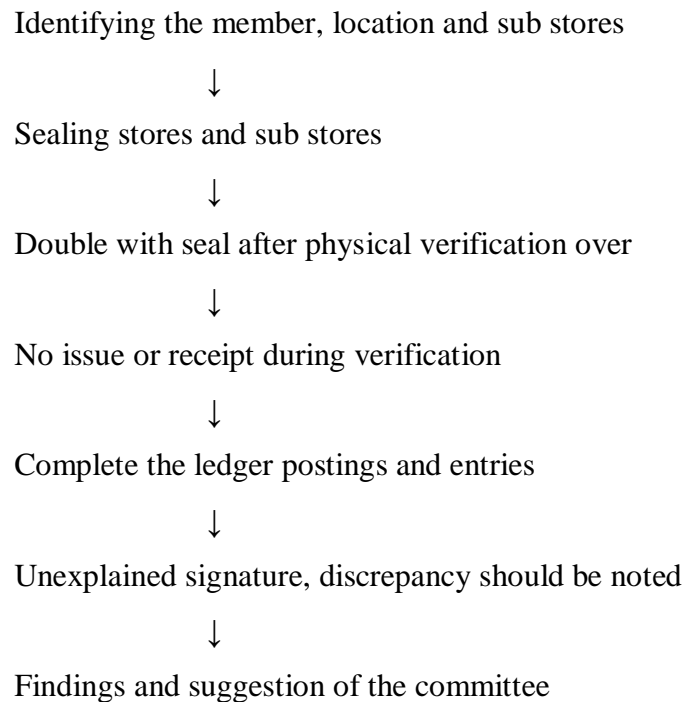 Identifying the member, location and sub stores
↓
Sealing stores and sub stores
↓
Double with seal after physical verification over
↓
No issue or receipt during verification
↓
Complete the ledger postings and entries
↓
Unexplained signature, discrepancy should be noted
↓
Findings and suggestion of the committee